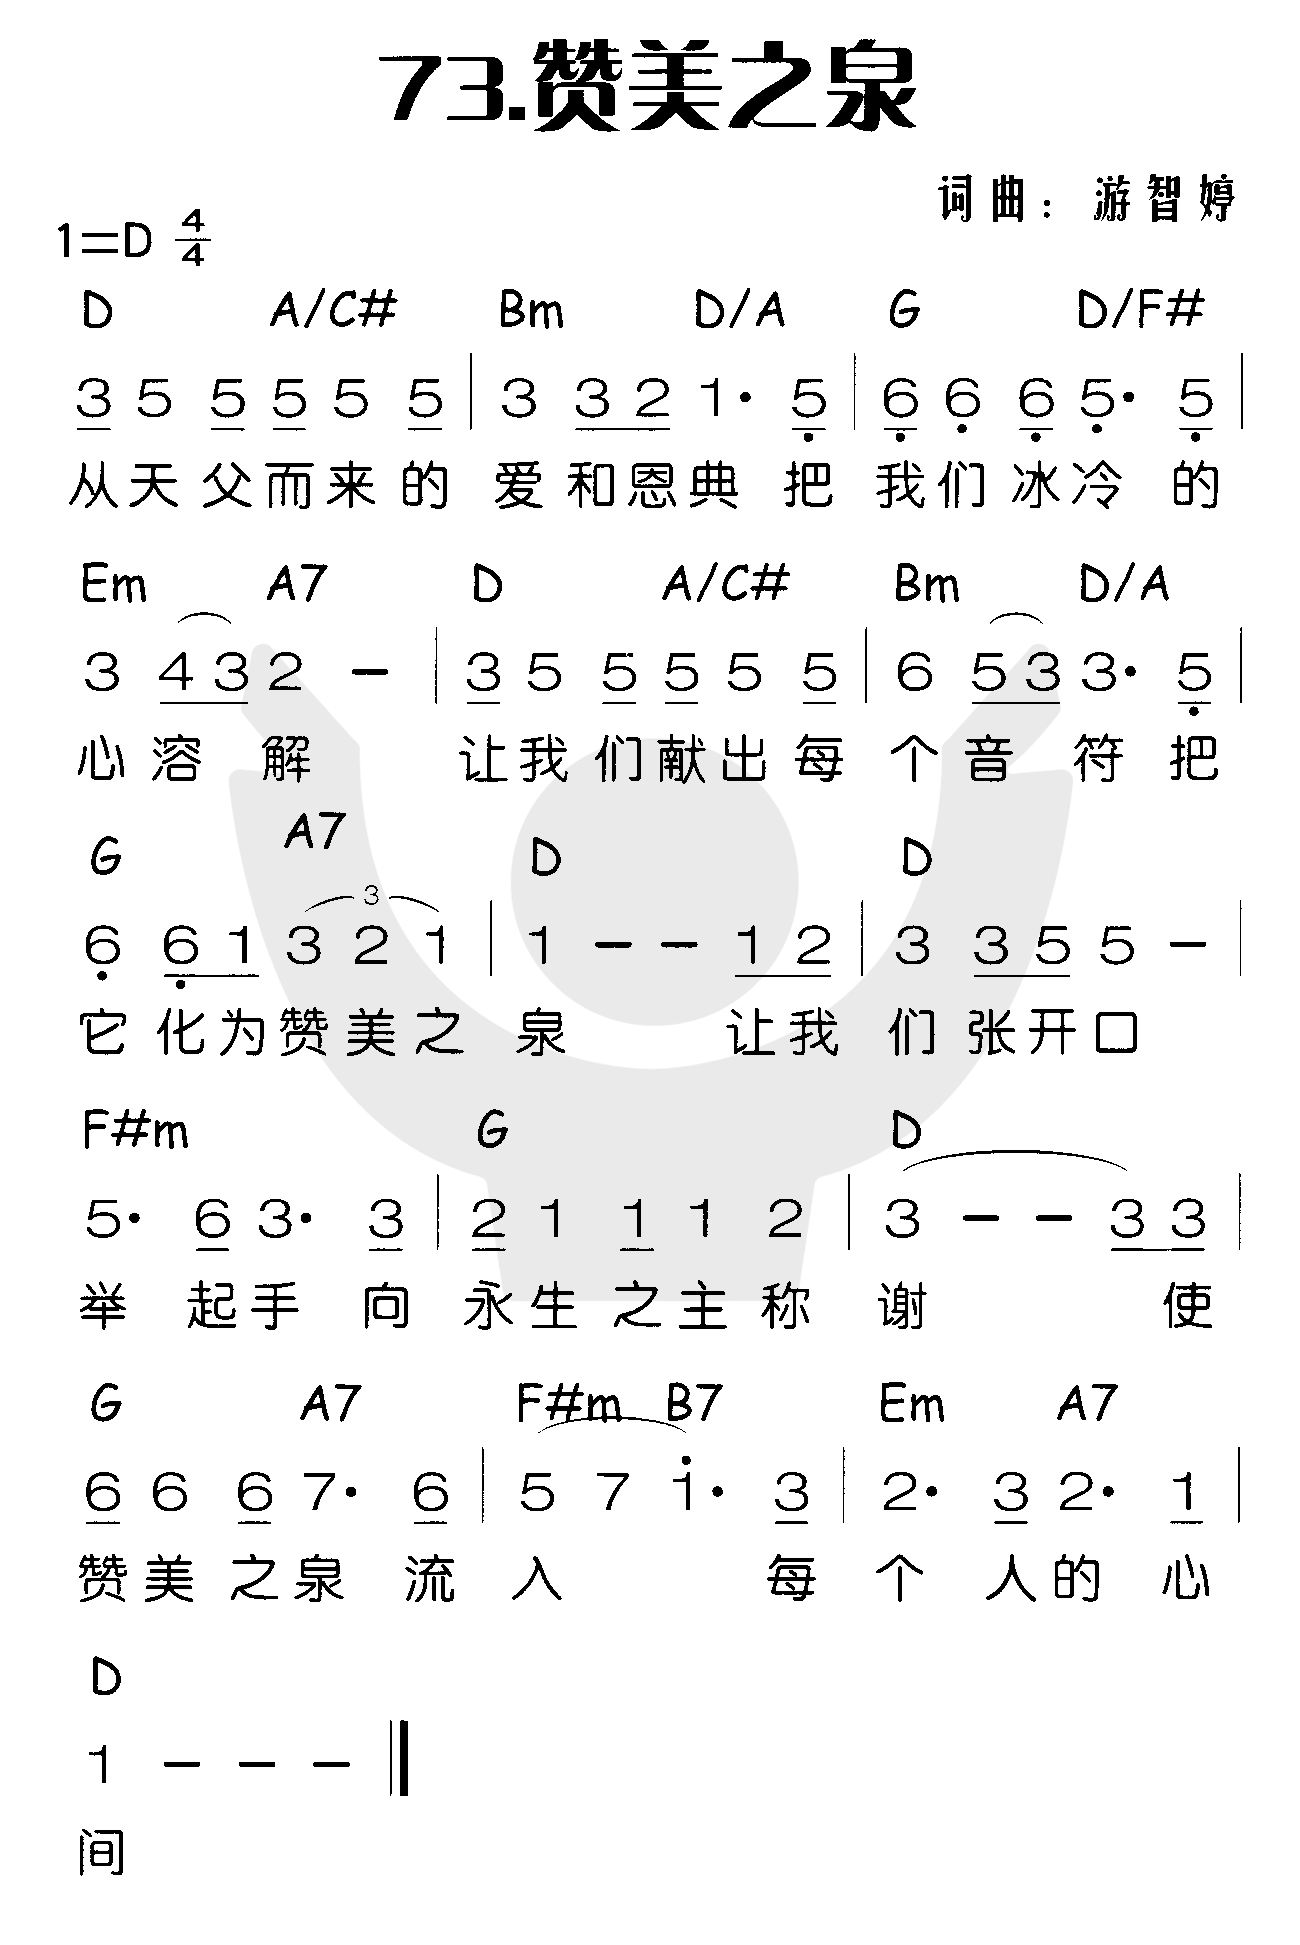 73.赞美之泉
词曲：游智婷
1=D 4/4
D A/C# Bm D/A G D/F#
3 5 5 5 5 5 | 3 3 2 1· 5 | 6 6 6 5· 5 |
从天父而来的 爱和恩典 把 我们冰冷 的
Em A7 D A/C# Bm D/A
3 4 3 2 – | 3 5 5 5 5 5 | 6 5 3 3· 5 |
心溶 解 让我们献出每 个音 符 把
G A7 D D
3
6 6 1 3 2 1 | 1 – – 1 2 | 3 3 5 5 – |
它 化为赞美之 泉 让我 们 张开口
F#m G D
5· 6 3· 3 | 2 1 1 1 2 | 3 – – 3 3 |
举 起手 向 永生之主称 谢 使
G A7 F#m B7 Em A7
6 6 6 7· 6 | 5 7 1· 3 | 2· 3 2· 1 |
赞美之泉 流 入 每 个 人的 心
D
1 – – – ‖
间